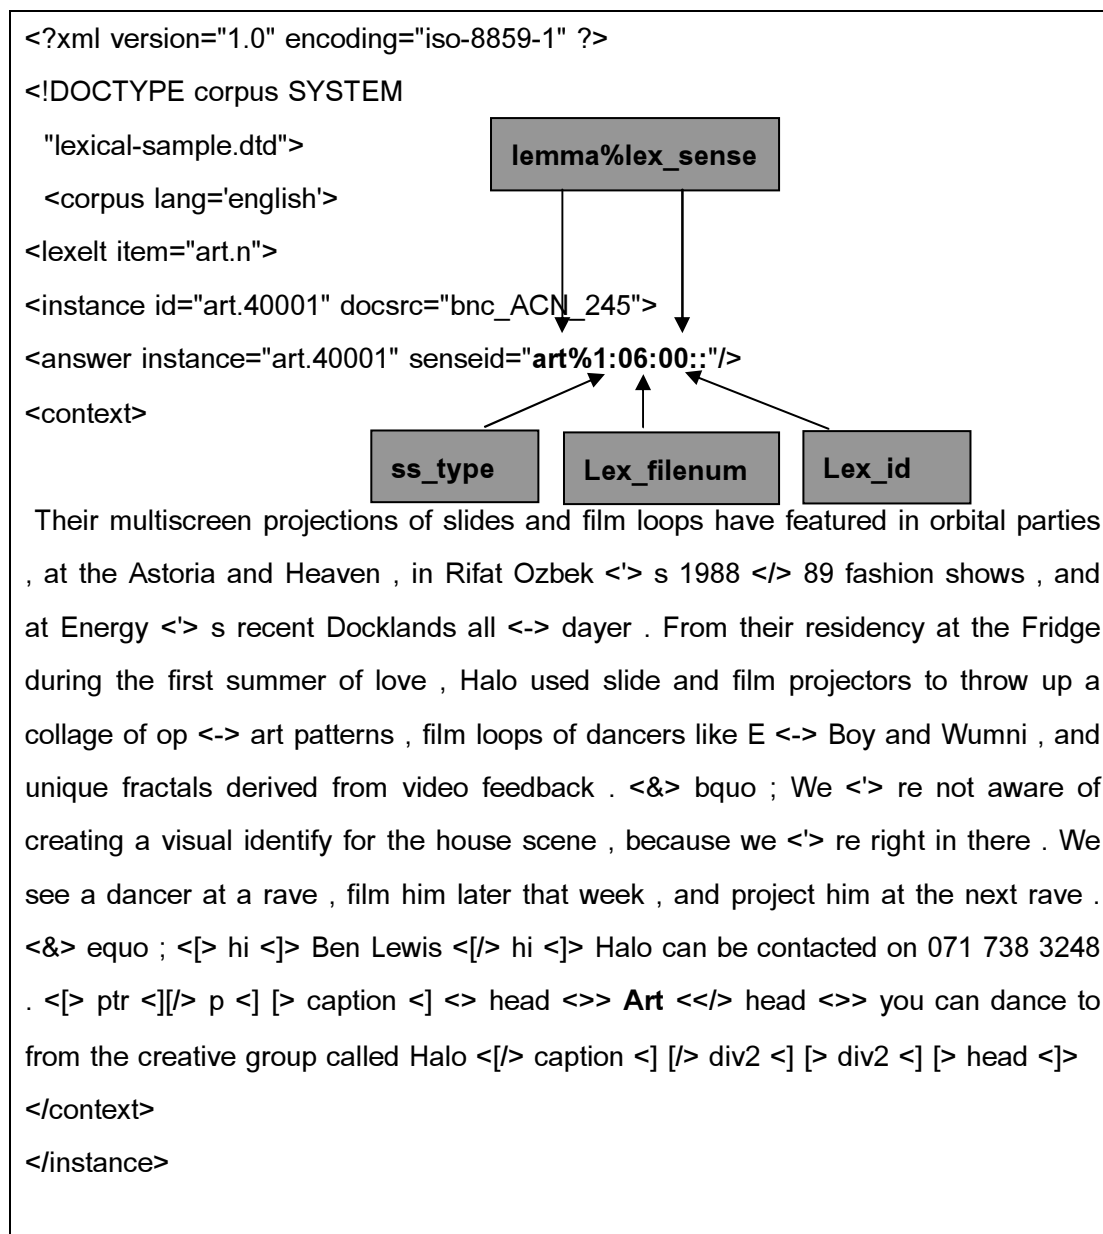 <?xml version="1.0" encoding="iso-8859-1" ?>
<!DOCTYPE corpus SYSTEM
"lexical-sample.dtd">
lemma%lex_sense
<corpus lang='english'>
<lexelt item="art.n">
<instance id="art.40001" docsrc="bnc_ACN_245">
<answer instance="art.40001" senseid="art%1:06:00::"/>
<context>
ss_type Lex_filenum Lex_id
Their multiscreen projections of slides and film loops have featured in orbital parties
, at the Astoria and Heaven , in Rifat Ozbek <'> s 1988 </> 89 fashion shows , and
at Energy <'> s recent Docklands all <-> dayer . From their residency at the Fridge
during the first summer of love , Halo used slide and film projectors to throw up a
collage of op <-> art patterns , film loops of dancers like E <-> Boy and Wumni , and
unique fractals derived from video feedback . <&> bquo ; We <'> re not aware of
creating a visual identify for the house scene , because we <'> re right in there . We
see a dancer at a rave , film him later that week , and project him at the next rave .
<&> equo ; <[> hi <]> Ben Lewis <[/> hi <]> Halo can be contacted on 071 738 3248
. <[> ptr <][/> p <] [> caption <] <> head <>> Art <</> head <>> you can dance to
from the creative group called Halo <[/> caption <] [/> div2 <] [> div2 <] [> head <]>
</context>
</instance>